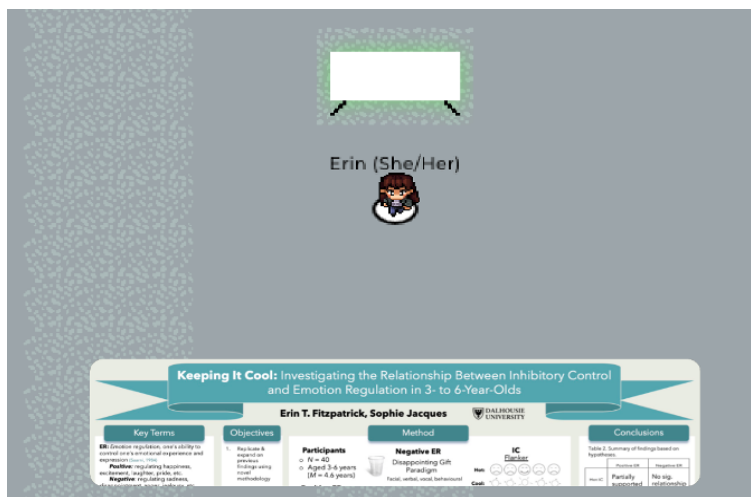 Erin (She/Her)
Keeping It Cool: Investigating the Relationship Between Inhibitory Control
and Emotion Regulation in 3- to 6-Year-Olds
Erin T. Fitzpatrick, Sophie Jacques
DALHOUSIE
UNIVERSITY
Key Terms
ER: Emotion regulation, one's ability to
control one's emotional experience and
expression
Positive: regulating happiness,
excitement, laughter, pride, etc.
Negative: regulating sadness,
Objectives
1. Replicate &
expand on
previous
findings using
novel
methodology
Method
Participants
o N = 40
o Aged 3-6 years
(M = 4.6 years)
Negative ER
Disappointing Gift
Paradigm
Facial, verbal, vocal, behavioural
IC
Flanker
Hot:
Cool:
Conclusions
Table 2. Summary of findings based on
hypotheses.
Positive ER Negative ER
Hot IC Partially
supported
No sig.
relationship